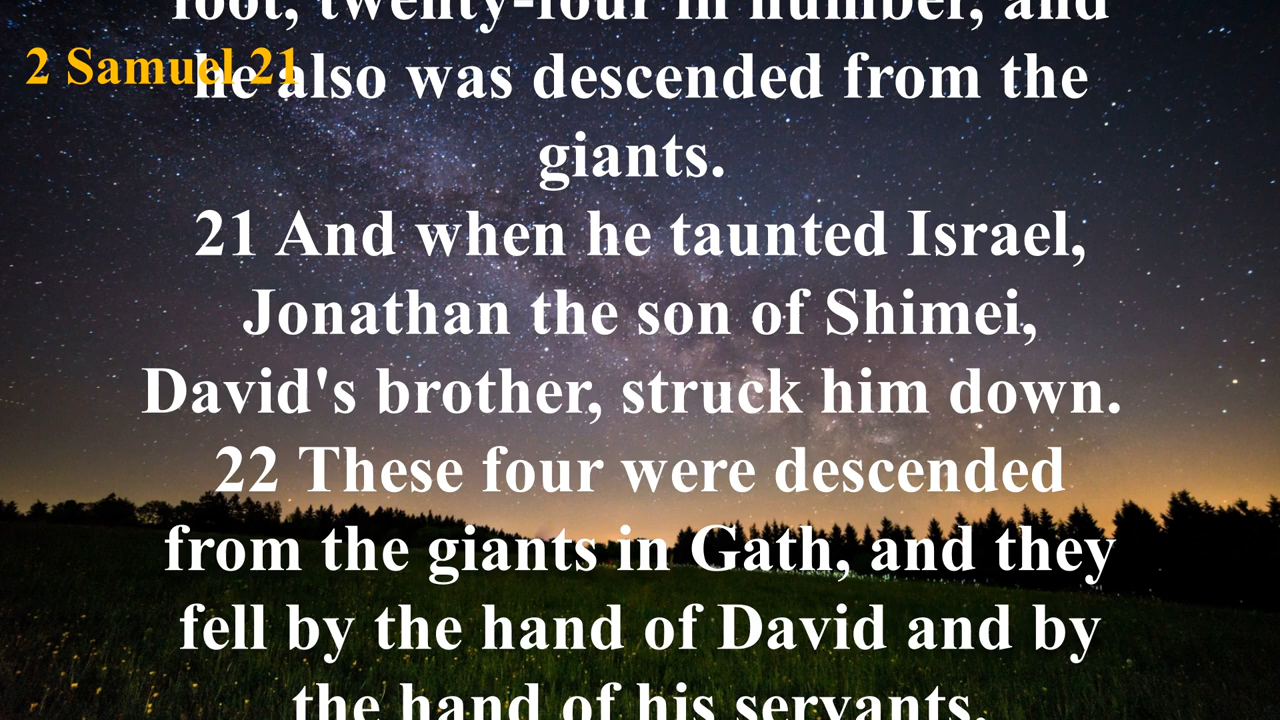 foot, twenty-four in number, and
2 Samuel 21
he also was descended from the
giants.
21 And when he taunted Israel,
Jonathan the son of Shimei,
David's brother, struck him down.
22 These four were descended
from the giants in Gath, and they
fell by the hand of David and by
the hand of his servants.